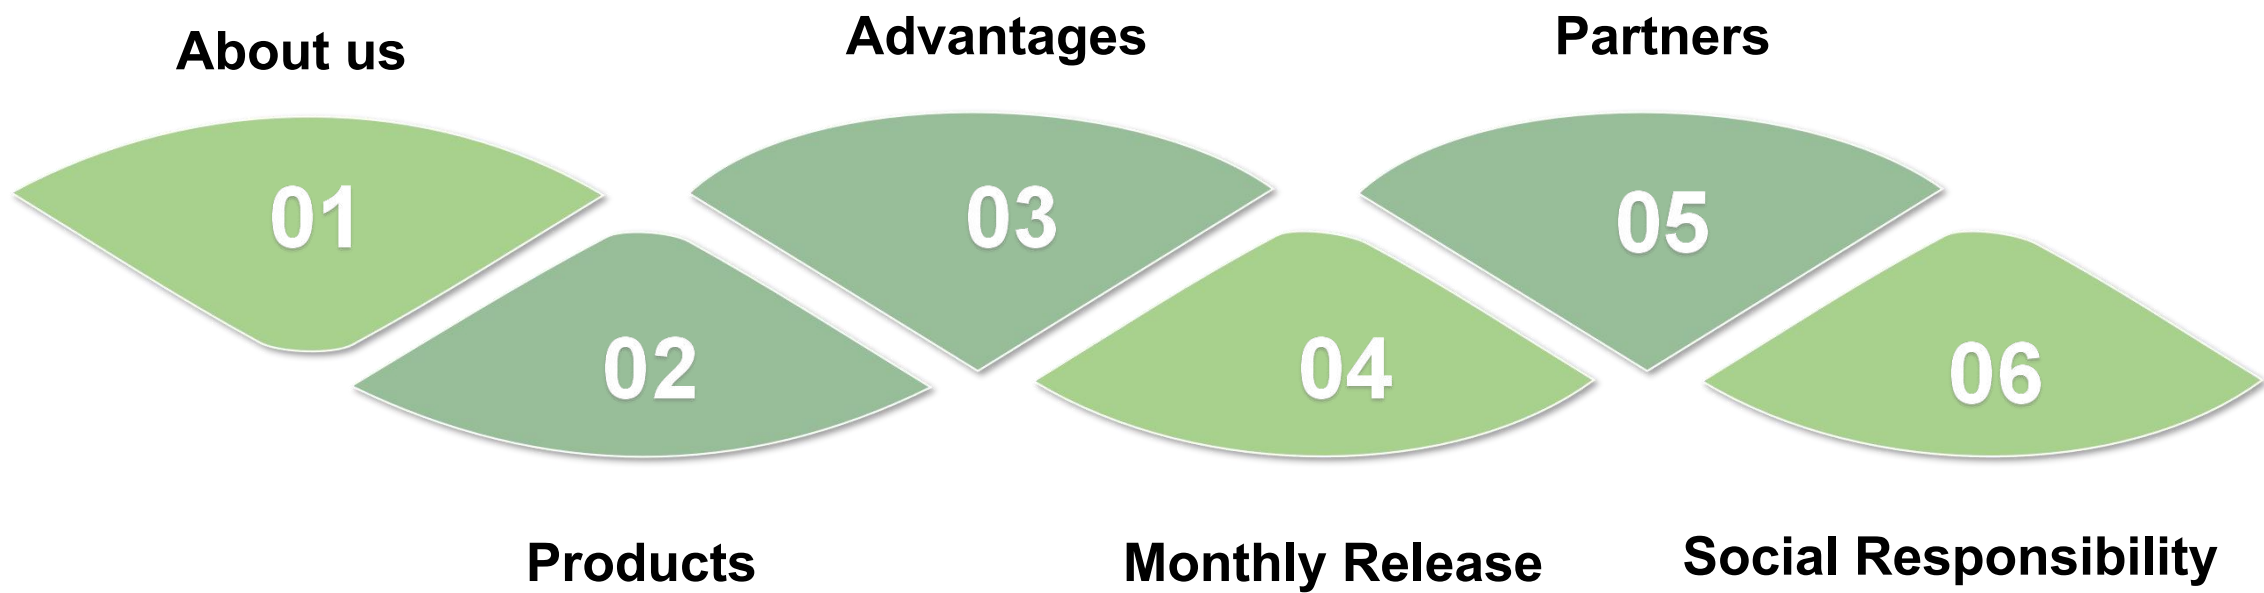 About us
01
Products
02
Advantages
03
Monthly Release
04
Partners
05
Social Responsibility
06